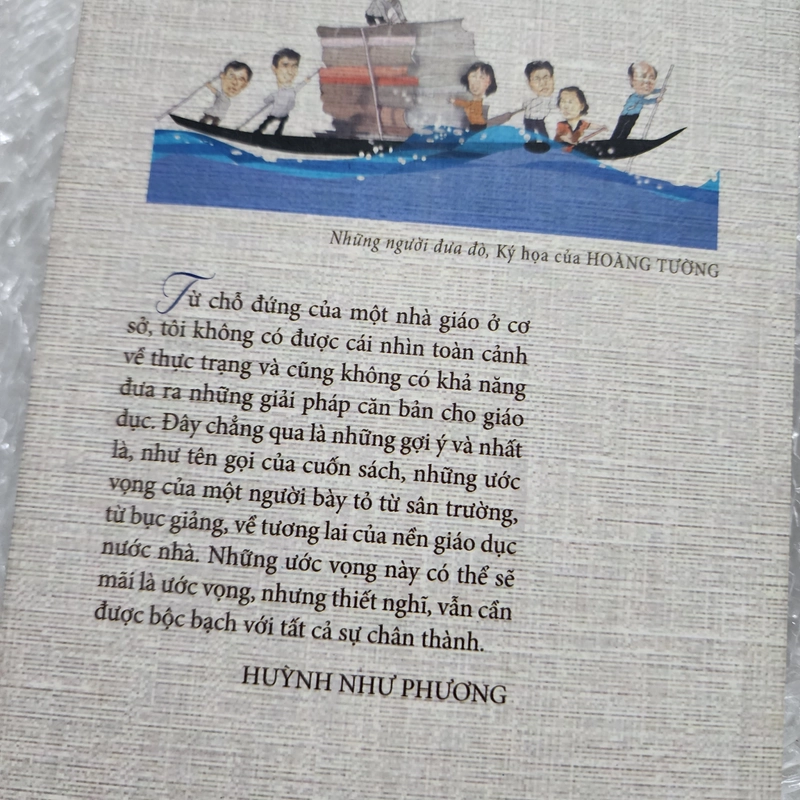 Những người đưa đò, Ký họa của HOÀNG TƯỜNG
Từ chỗ đứng của một nhà giáo ở cơ
sở, tôi không có được cái nhìn toàn cảnh
về thực trạng và cũng không có khả năng
đưa ra những giải pháp căn bản cho giáo
dục. Đây chẳng qua là những gợi ý và nhất
là, như tên gọi của cuốn sách, những ước
vọng của một người bày tỏ từ sân trường,
từ bục giảng, về tương lai của nền giáo dục
nước nhà. Những ước vọng này có thể sẽ
mãi là ước vọng, nhưng thiết nghĩ, vẫn cần
được bộc bạch với tất cả sự chân thành.
HUỲNH NHƯ PHƯƠNG